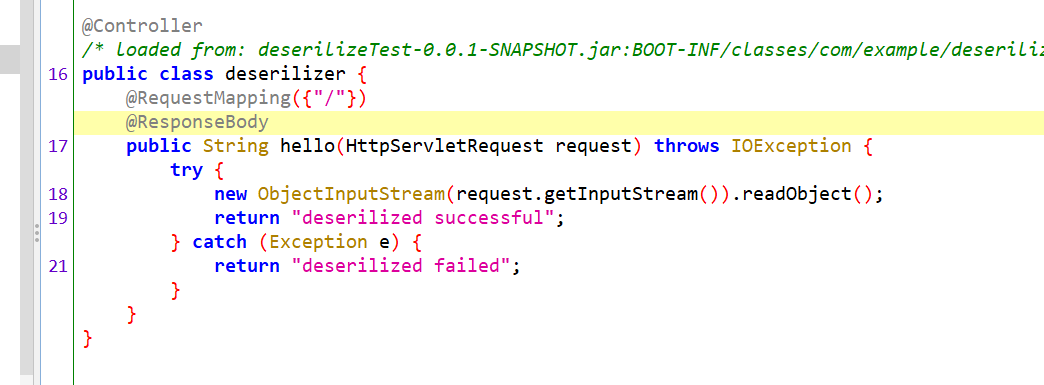 @Controller
/* loaded from: deserilizeTest-0.0.1-SNAPSHOT.jar:BOOT-INF/classes/com/example/deseriliz
16 public class deserilizer {
@RequestMapping({"/"})
@ResponseBody
17 public String hello(HttpServletRequest request) throws IOException {
try {
18 new ObjectInputStream(request.getInputStream()).readObject();
19 return "deserilized successful";
} catch (Exception e) {
21 return "deserilized failed";
}
}
}